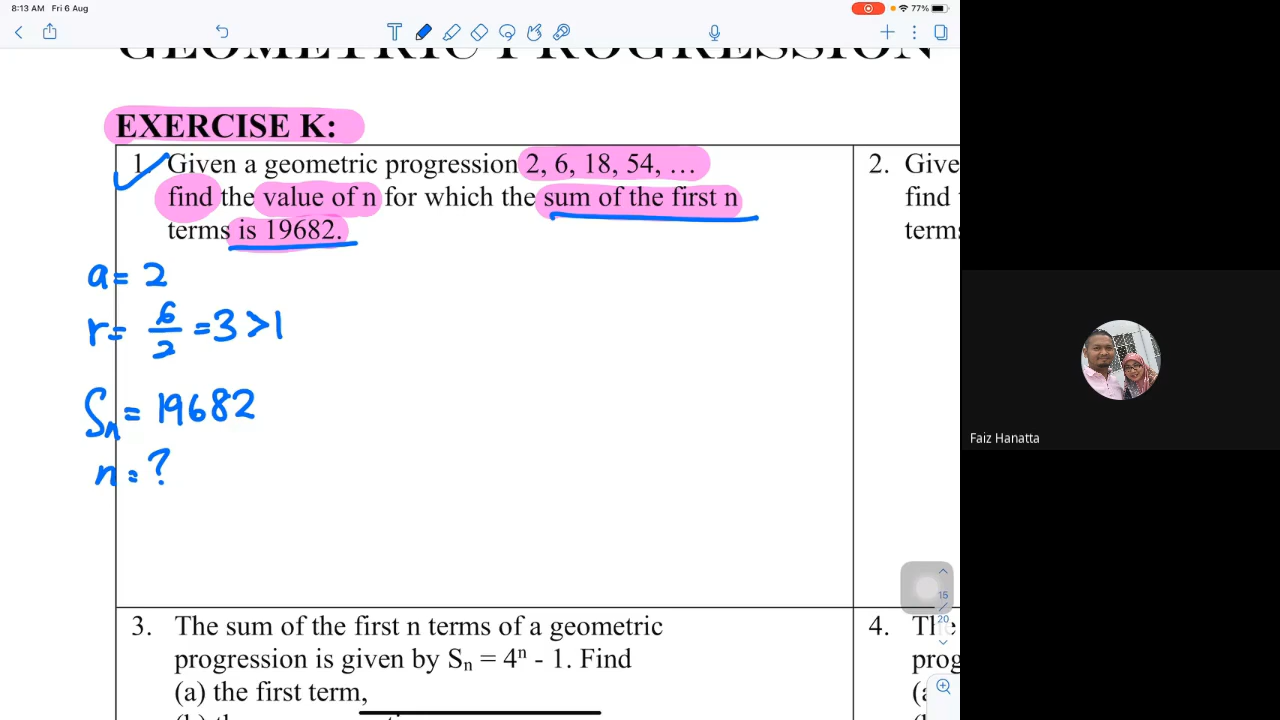 8:13 AM Fri 6 Aug
77%
GEOMETRIC PROGRESSION
EXERCISE K:
1. Given a geometric progression 2, 6, 18, 54, …
find the value of n for which the sum of the first n
terms is 19682.
a = 2
r = 6/2 = 3 > 1
Sₙ = 19682
n = ?
2. Give
find
term
3. The sum of the first n terms of a geometric
progression is given by Sₙ = 4ⁿ - 1. Find
(a) the first term,
4. The
prog
(a
15
/
20
Faiz Hanatta